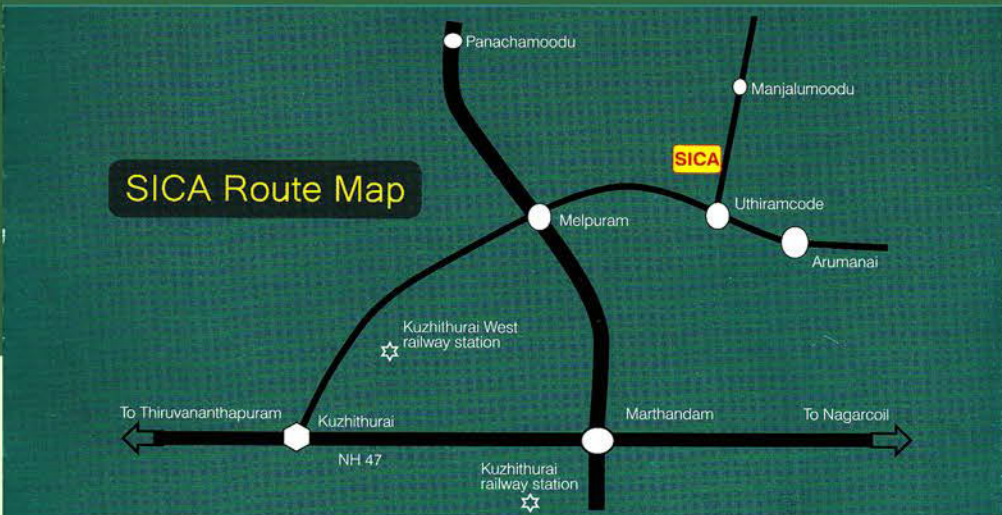 Panachamoodu
Manjalumoodu
SICA
SICA Route Map
Uthiramcode
Melpuram
Arumanai
Kuzhithurai West
railway station
To Thiruvananthapuram
Kuzhithurai
Marthandam
To Nagarcoil
NH 47
Kuzhithurai
railway station